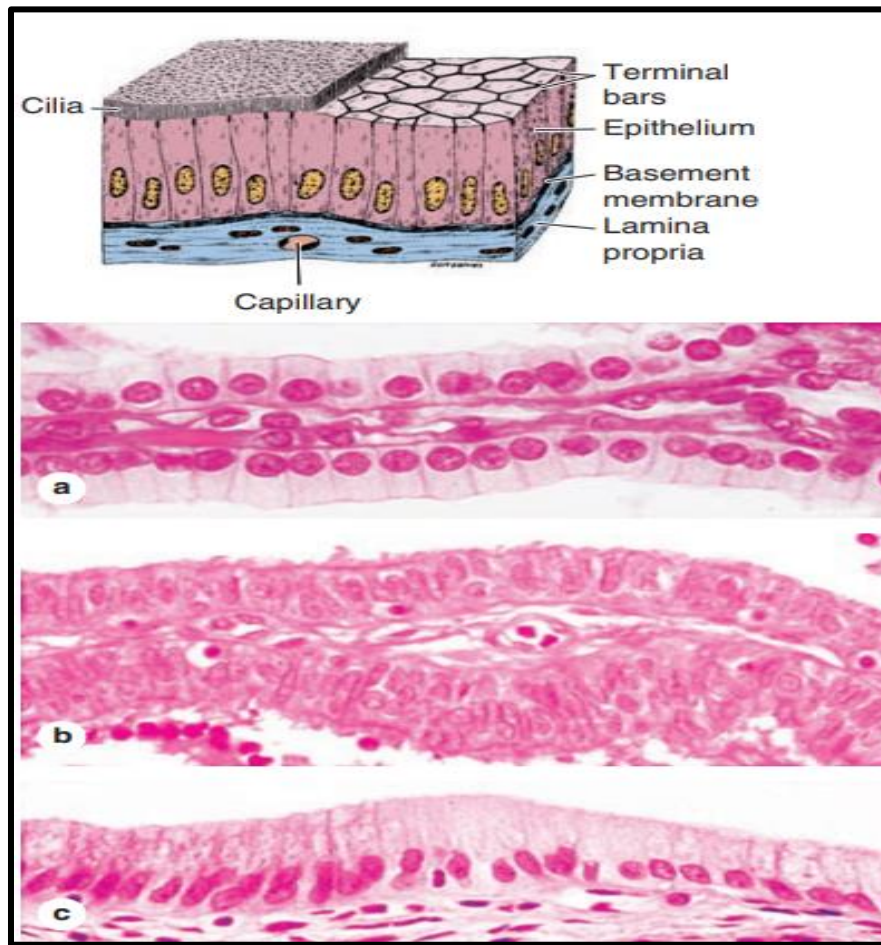 Cilia
Terminal
bars
Epithelium
Basement
membrane
Lamina
propria
Capillary
a
b
c